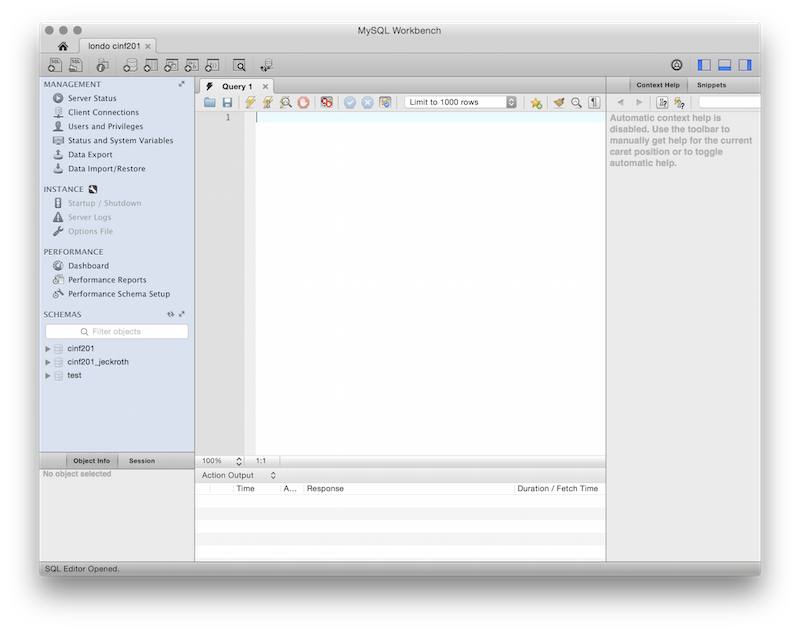 MySQL Workbench
londo cinf201
MANAGEMENT
Server Status
Client Connections
Users and Privileges
Status and System Variables
Data Export
Data Import/Restore
INSTANCE
Startup / Shutdown
Server Logs
Options File
PERFORMANCE
Dashboard
Performance Reports
Performance Schema Setup
SCHEMAS
Filter objects
cinf201
cinf201_jeckroth
test
Object Info Session
No object selected
Query 1
Limit to 1000 rows
1
100% 1:1
Action Output
Time A... Response Duration / Fetch Time
Context Help Snippets
Automatic context help is
disabled. Use the toolbar to
manually get help for the current
caret position or to toggle
automatic help.
SQL Editor Opened.